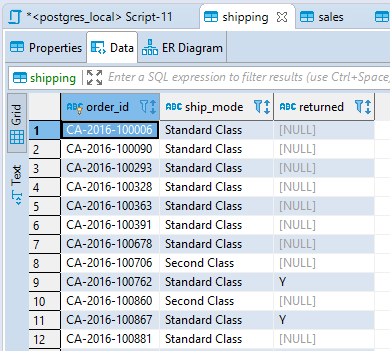 *<postgres_local> Script-11 shipping sales
Properties Data ER Diagram
shipping Enter a SQL expression to filter results (use Ctrl+Space)
Grid
Text
ABC order_id ABC ship_mode ABC returned
1 CA-2016-100006 Standard Class [NULL]
2 CA-2016-100090 Standard Class [NULL]
3 CA-2016-100293 Standard Class [NULL]
4 CA-2016-100328 Standard Class [NULL]
5 CA-2016-100363 Standard Class [NULL]
6 CA-2016-100391 Standard Class [NULL]
7 CA-2016-100678 Standard Class [NULL]
8 CA-2016-100706 Second Class [NULL]
9 CA-2016-100762 Standard Class Y
10 CA-2016-100860 Second Class [NULL]
11 CA-2016-100867 Standard Class Y
12 CA-2016-100881 Standard Class [NULL]